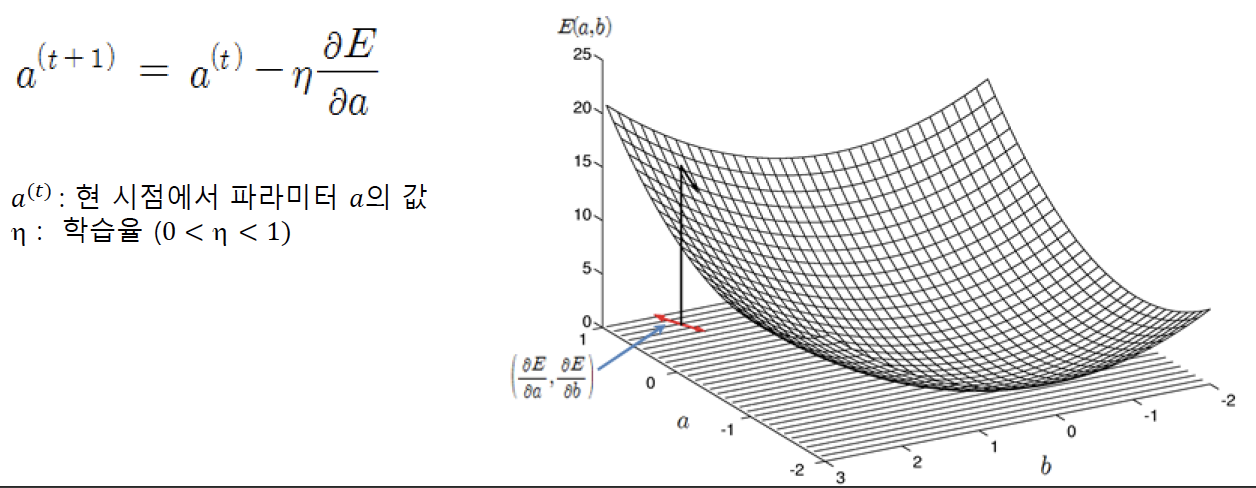 a^(t+1) = a^(t) − η ∂E/∂a
a^(t) : 현 시점에서 파라미터 a의 값
η : 학습율 (0 < η < 1)
E(a,b)
25
20
15
10
5
0
1
0
-1
-2
a
(∂E/∂a, ∂E/∂b)
3
2
1
0
-1
-2
b